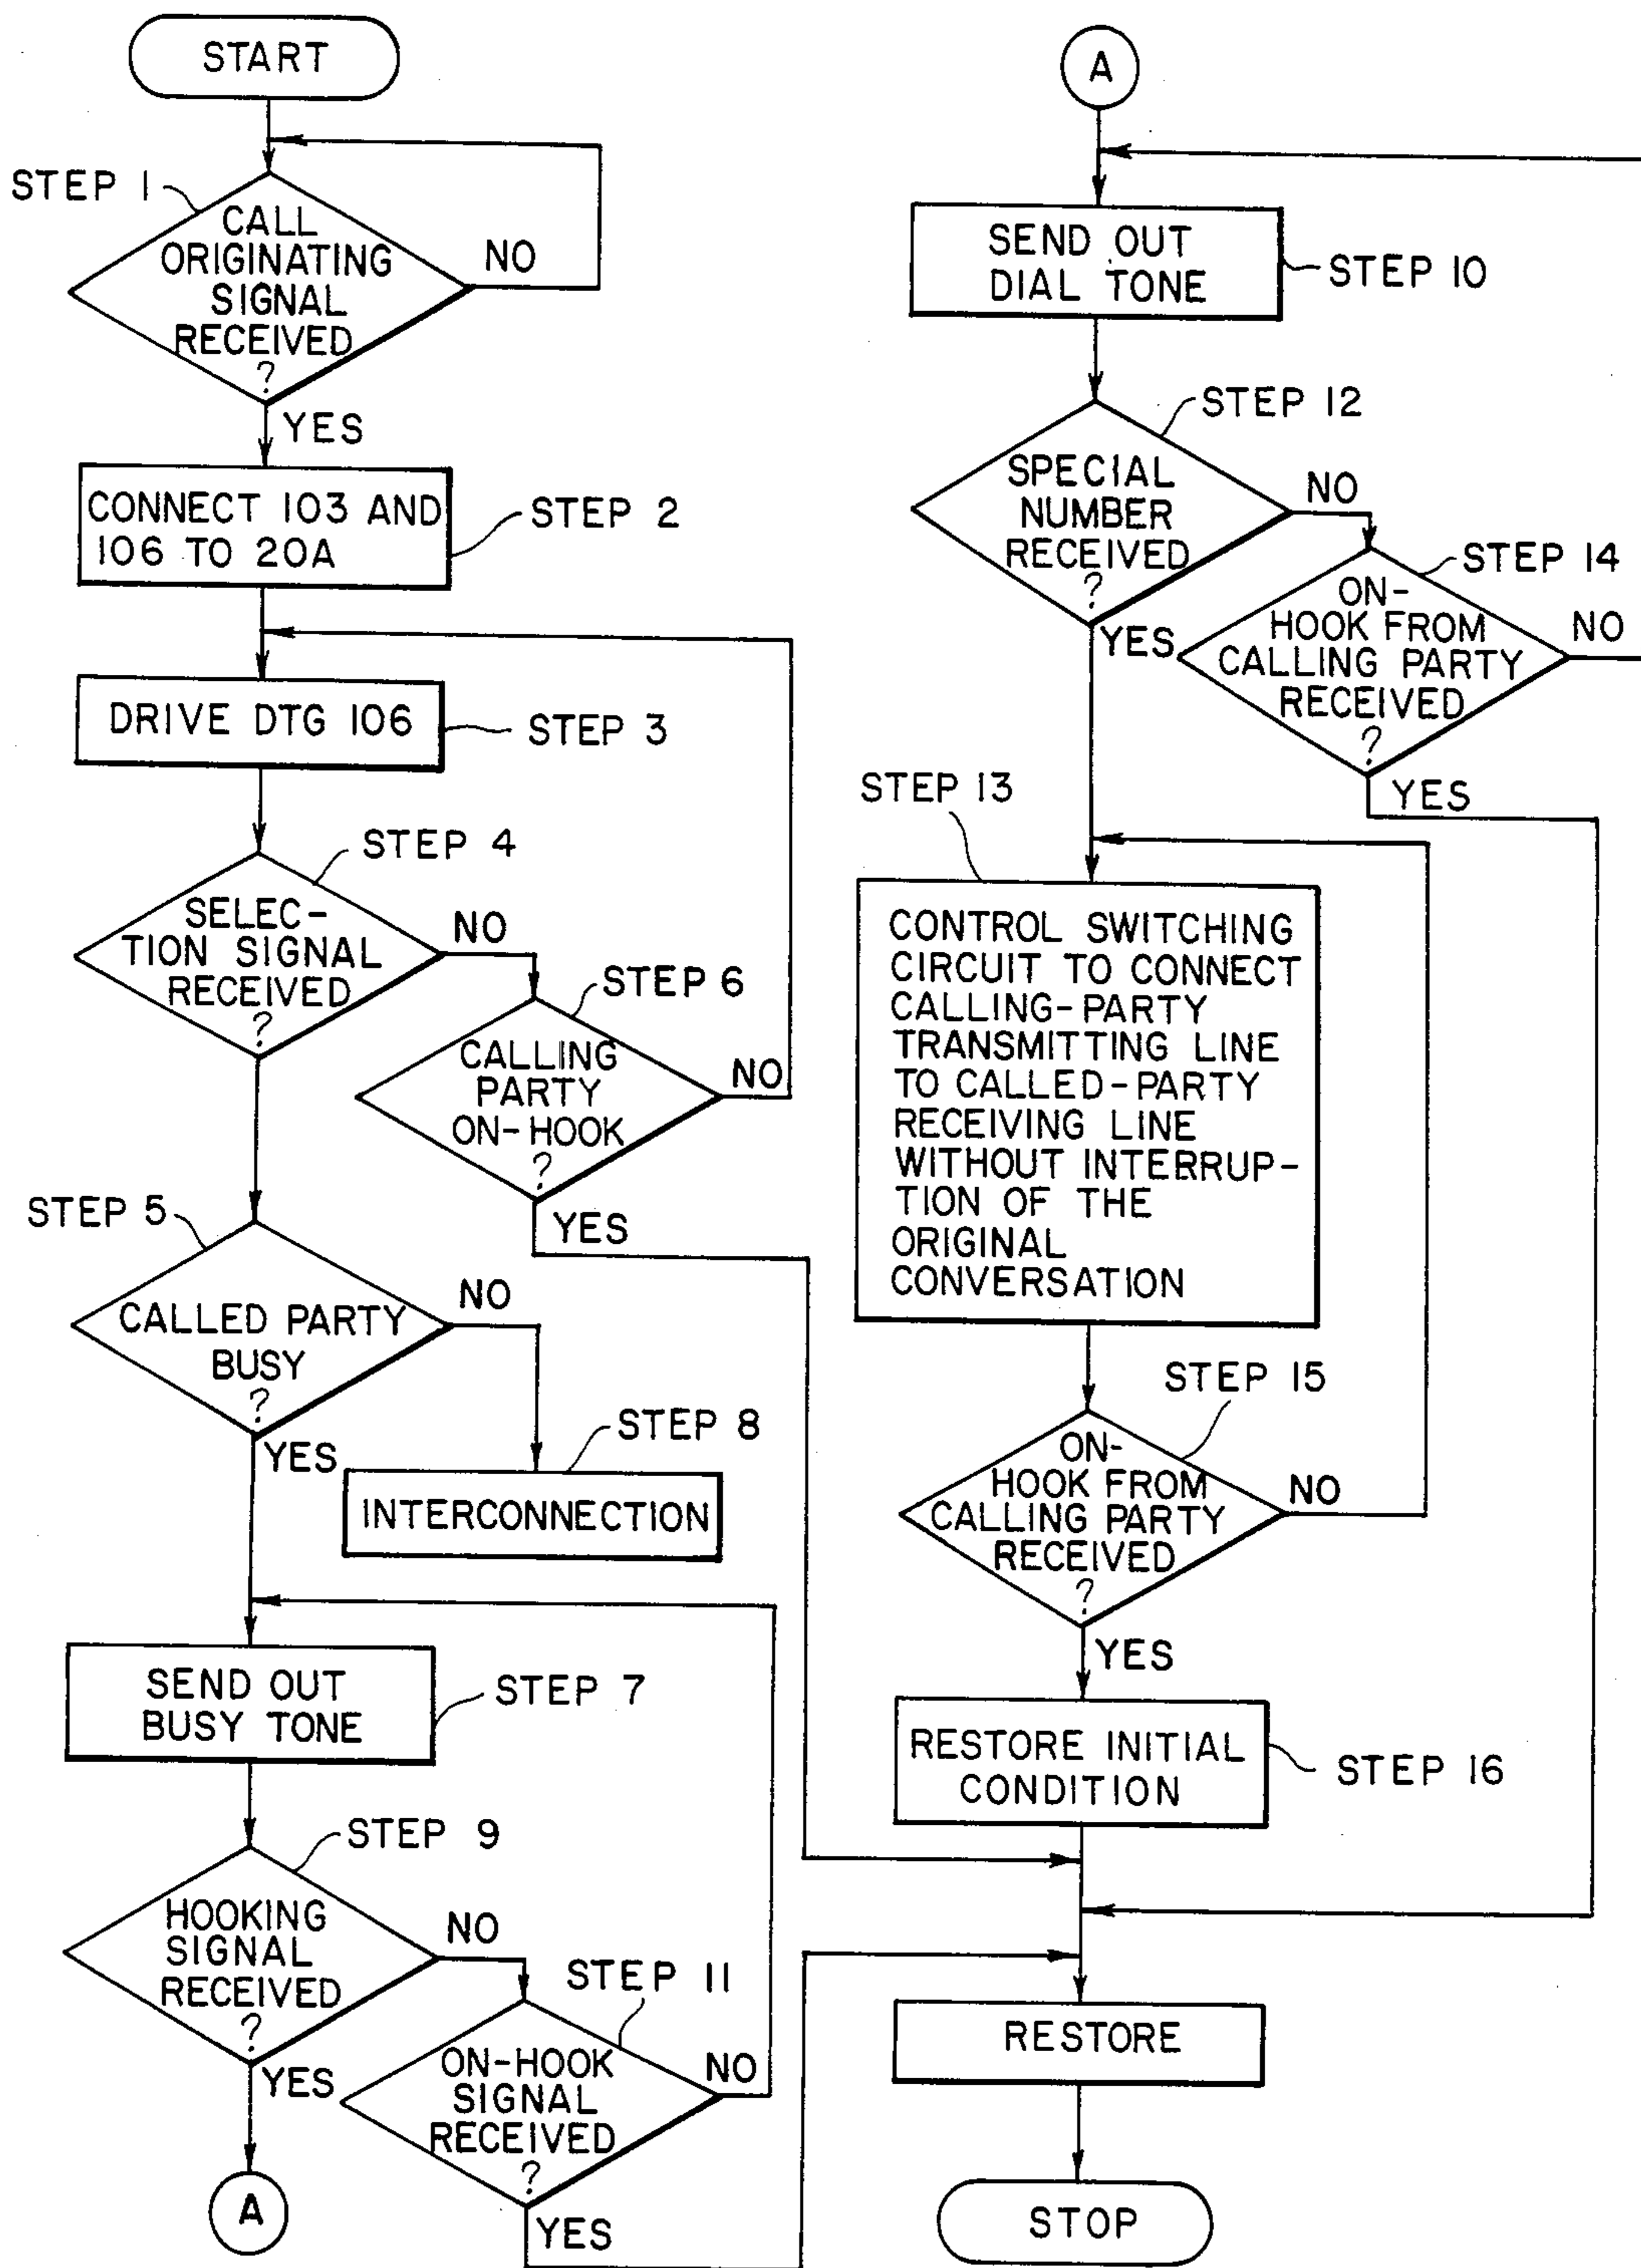 START
STEP 1
CALL
ORIGINATING
SIGNAL
RECEIVED
?
NO
YES
CONNECT 103 AND
106 TO 20A
STEP 2
DRIVE DTG 106
STEP 3
STEP 4
SELEC-
TION SIGNAL
RECEIVED
?
NO
STEP 6
CALLING
PARTY
ON-HOOK
?
NO
YES
STEP 5
CALLED PARTY
BUSY
?
NO
YES
STEP 8
INTERCONNECTION
SEND OUT
BUSY TONE
STEP 7
STEP 9
HOOKING
SIGNAL
RECEIVED
?
NO
YES
STEP 11
ON-HOOK
SIGNAL
RECEIVED
?
NO
YES
A
A
SEND OUT
DIAL TONE
STEP 10
STEP 12
SPECIAL
NUMBER
RECEIVED
?
NO
YES
STEP 14
ON-
HOOK FROM
CALLING PARTY
RECEIVED
?
NO
YES
STEP 13
CONTROL SWITCHING
CIRCUIT TO CONNECT
CALLING-PARTY
TRANSMITTING LINE
TO CALLED-PARTY
RECEIVING LINE
WITHOUT INTERRUP-
TION OF THE
ORIGINAL
CONVERSATION
STEP 15
ON-
HOOK FROM
CALLING PARTY
RECEIVED
?
NO
YES
RESTORE INITIAL
CONDITION
STEP 16
RESTORE
STOP